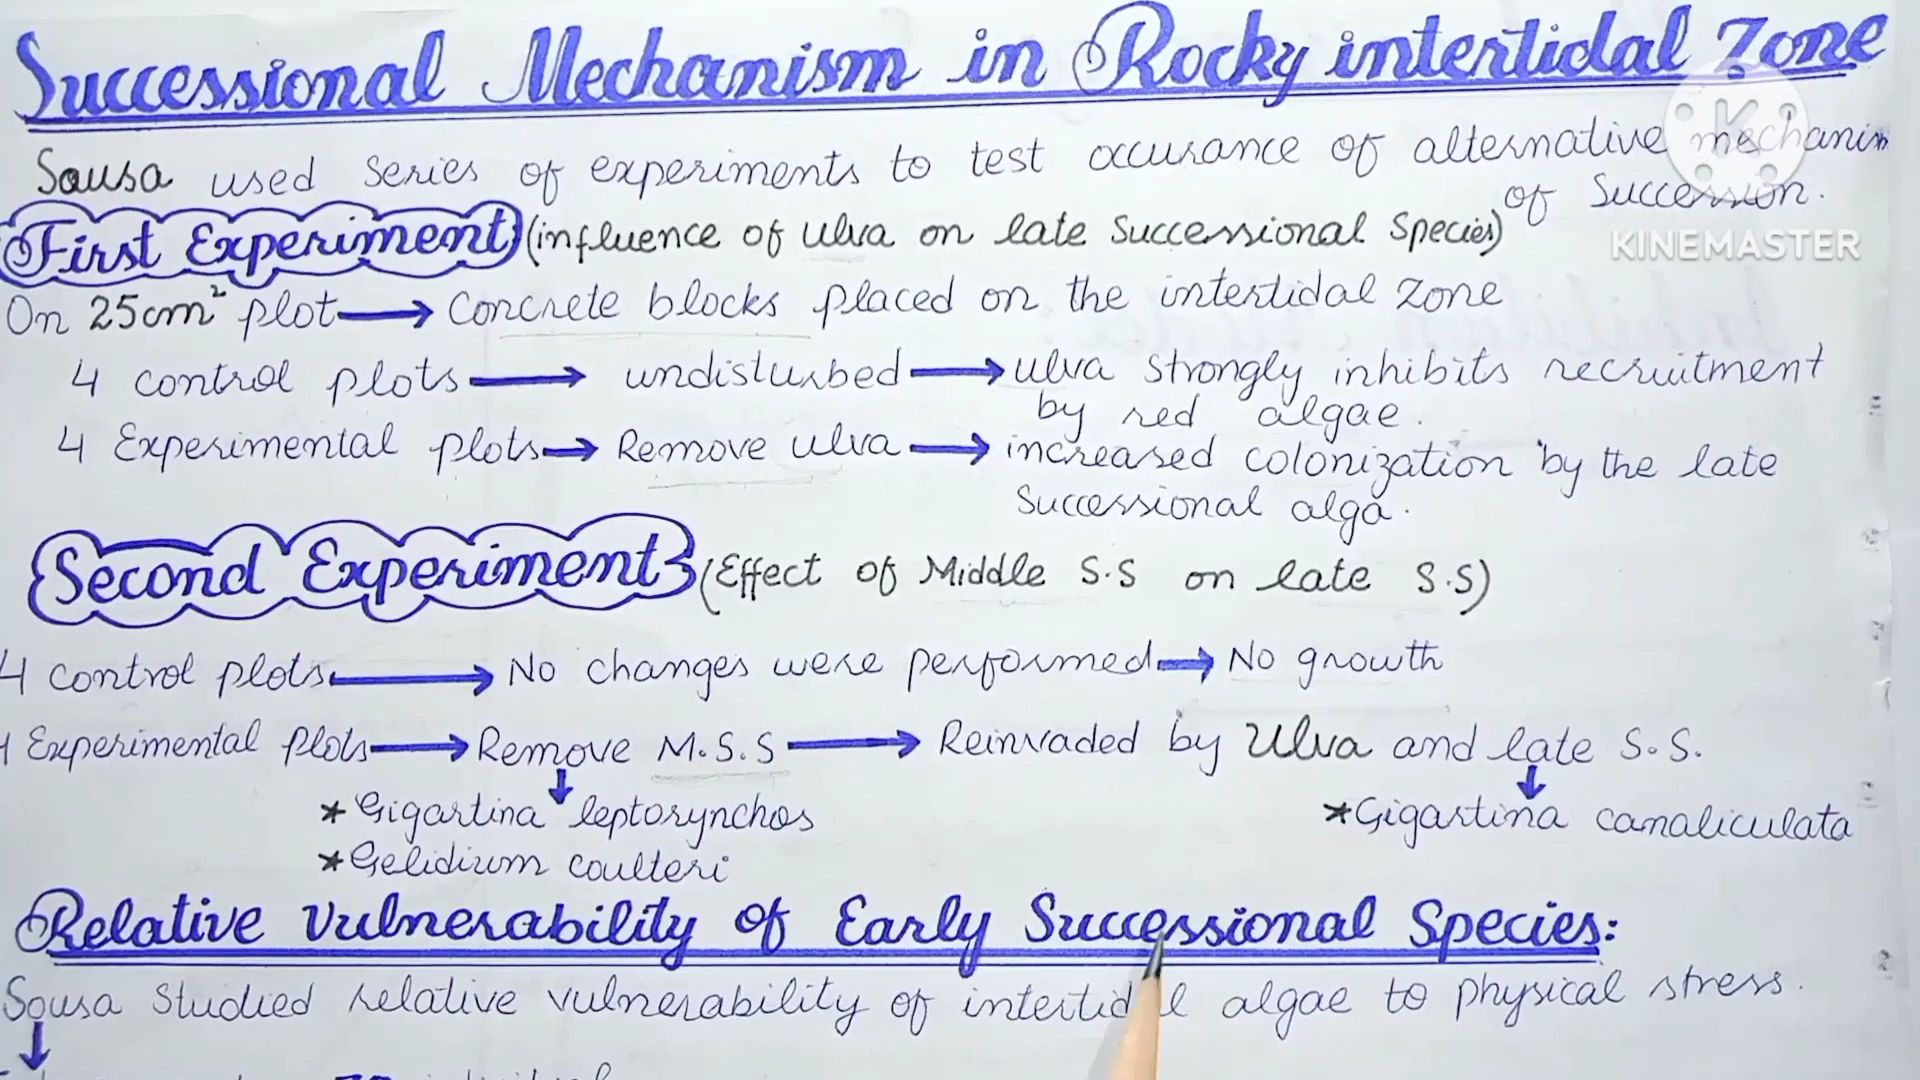 Successional Mechanism in Rocky intertidal Zone
Sousa used series of experiments to test occurance of alternative mechanim
of Succession.
KINEMASTER
First Experiment (influence of ulva on late Successional Species)
On 25cm² plot → Concrete blocks placed on the intertidal zone
4 control plots → undisturbed → ulva strongly inhibits recruitment
by red algae.
4 Experimental plots → Remove ulva → increased colonization by the late
Successional alga.
Second Experiment (Effect of Middle S.S on late S.S)
4 control plots → No changes were performed → No growth
4 Experimental plots → Remove M.S.S → Reinvaded by Ulva and late S.S.
* Gigartina leptorynchos
* Gigartina canaliculata
* Gelidium coulteri
Relative vulnerability of Early Successional Species:
Sousa Studied relative vulnerability of intertidal algae to physical stress.